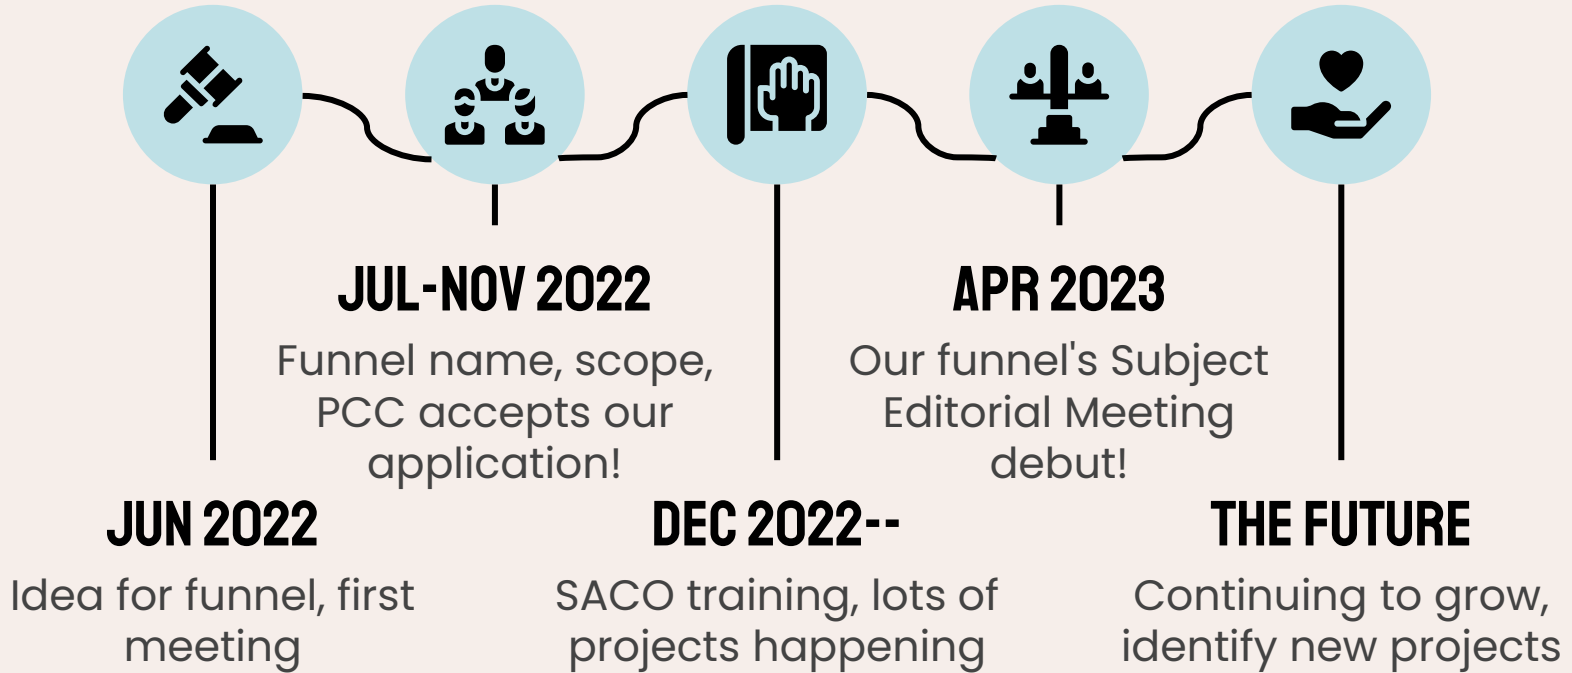 JUL-NOV 2022
Funnel name, scope,
PCC accepts our
application!
APR 2023
Our funnel's Subject
Editorial Meeting
debut!
JUN 2022
Idea for funnel, first
meeting
DEC 2022--
SACO training, lots of
projects happening
THE FUTURE
Continuing to grow,
identify new projects